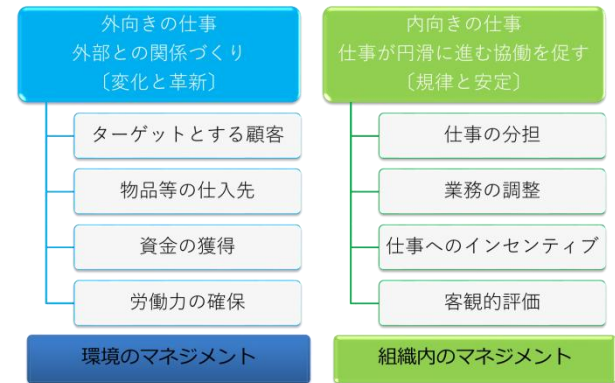 外向きの仕事
外部との関係づくり
〔変化と革新〕
ターゲットとする顧客
物品等の仕入先
資金の獲得
労働力の確保
環境のマネジメント
内向きの仕事
仕事が円滑に進む協働を促す
〔規律と安定〕
仕事の分担
業務の調整
仕事へのインセンティブ
客観的評価
組織内のマネジメント